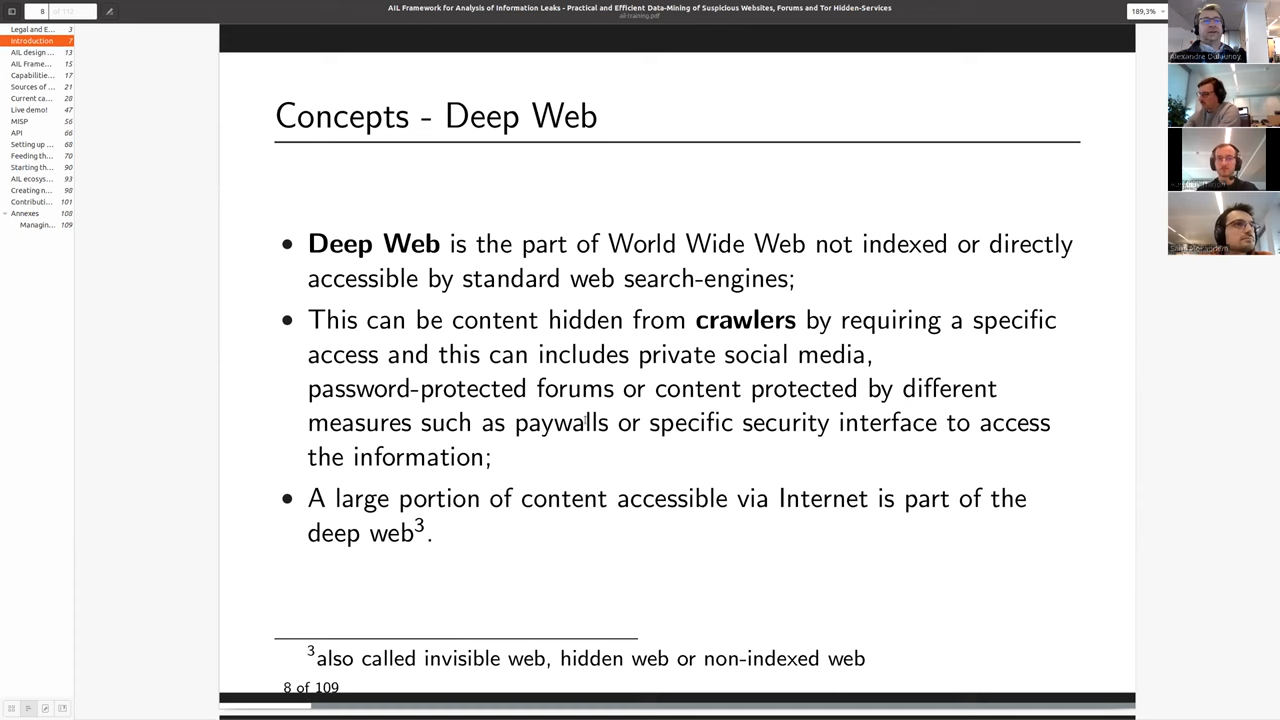 8 of 112
AIL Framework for Analysis of Information Leaks - Practical and Efficient Data-Mining of Suspicious Websites, Forums and Tor Hidden-Services
ail-training.pdf
189,3%
Legal and E... 3
Introduction 7
AIL design ... 13
AIL Frame... 15
Capabilitie... 17
Sources of ... 21
Current ca... 28
Live demo! 47
MISP 56
API 66
Setting up ... 68
Feeding th... 70
Starting th... 90
AIL ecosys... 93
Creating n... 98
Contributi... 101
Annexes 108
Managin... 109
Concepts - Deep Web
• Deep Web is the part of World Wide Web not indexed or directly
accessible by standard web search-engines;
• This can be content hidden from crawlers by requiring a specific
access and this can includes private social media,
password-protected forums or content protected by different
measures such as paywalls or specific security interface to access
the information;
• A large portion of content accessible via Internet is part of the
deep web3.
3also called invisible web, hidden web or non-indexed web
8 of 109
Alexandre Dulaunoy